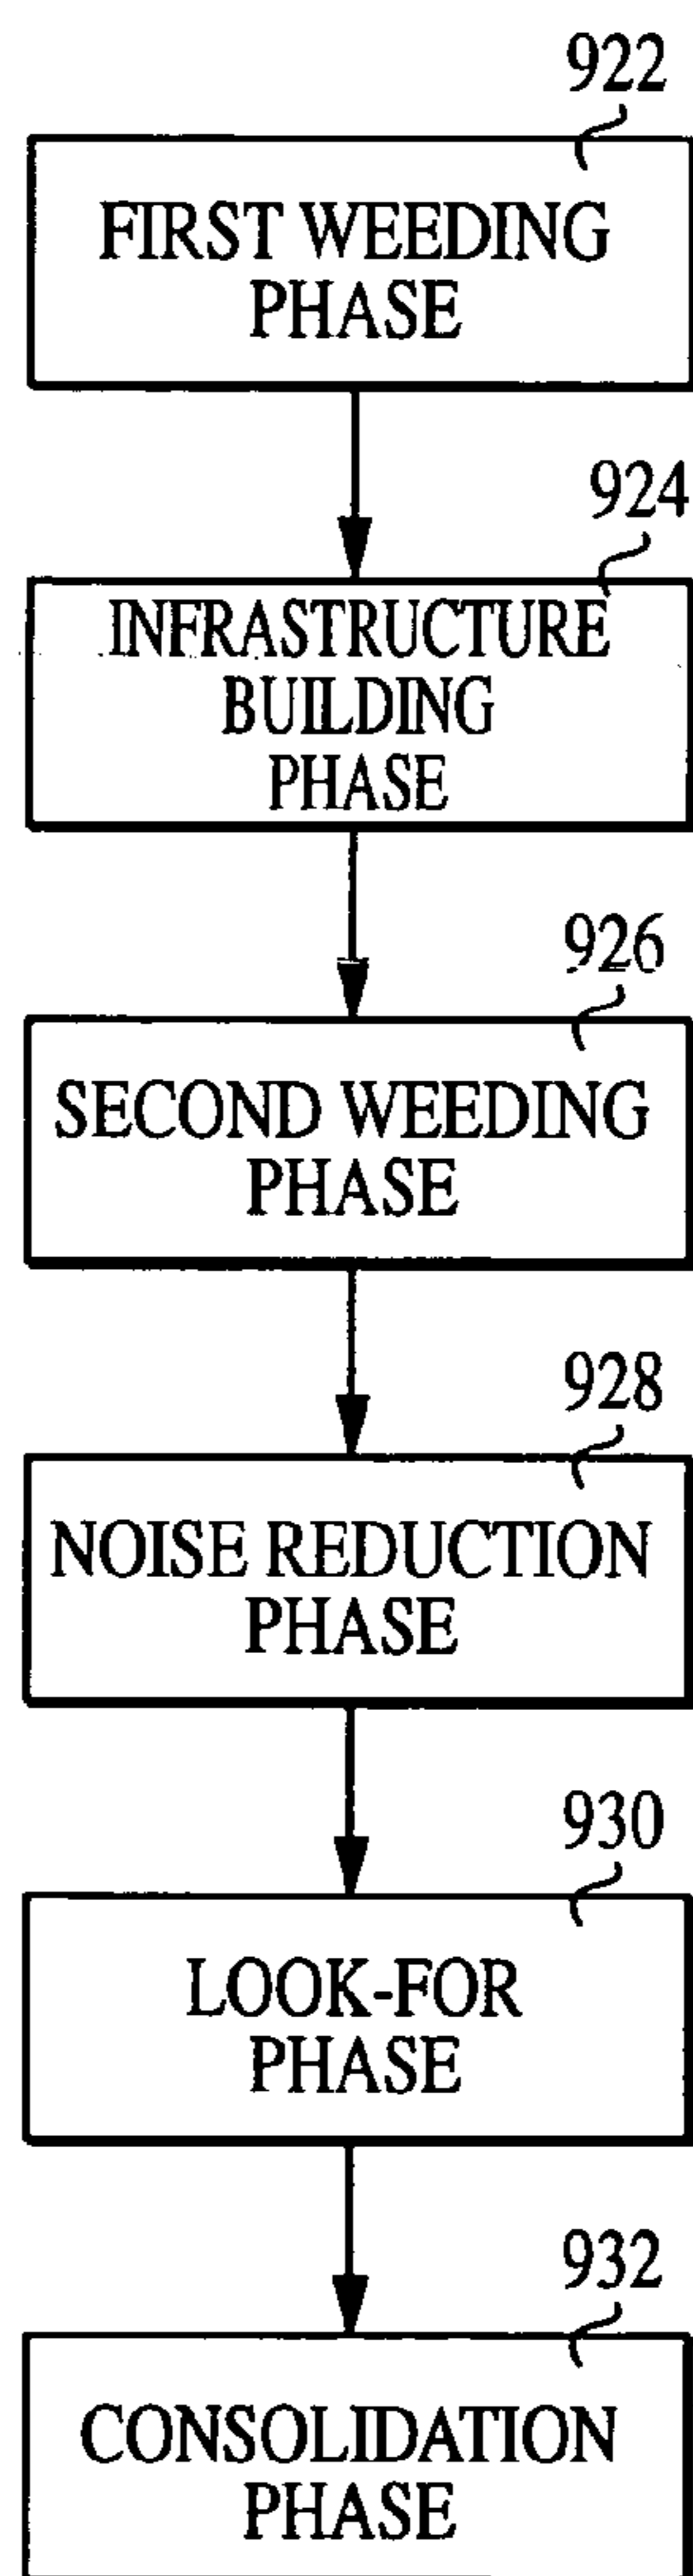 922
FIRST WEEDING
PHASE
924
INFRASTRUCTURE
BUILDING
PHASE
926
SECOND WEEDING
PHASE
928
NOISE REDUCTION
PHASE
930
LOOK-FOR
PHASE
932
CONSOLIDATION
PHASE